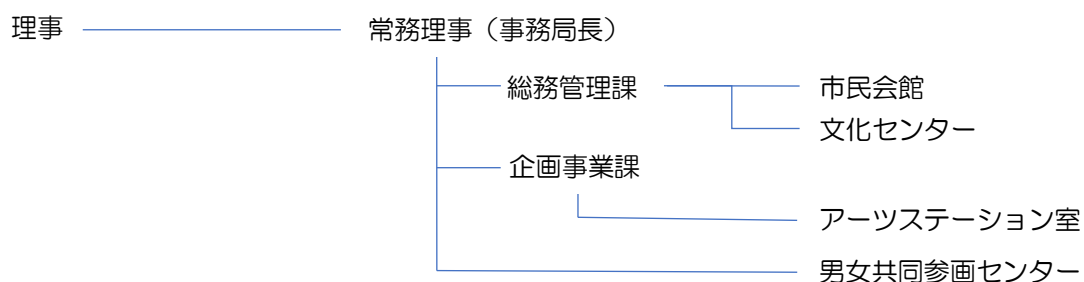 理事
常務理事（事務局長）
総務管理課
市民会館
文化センター
企画事業課
アーツステーション室
男女共同参画センター